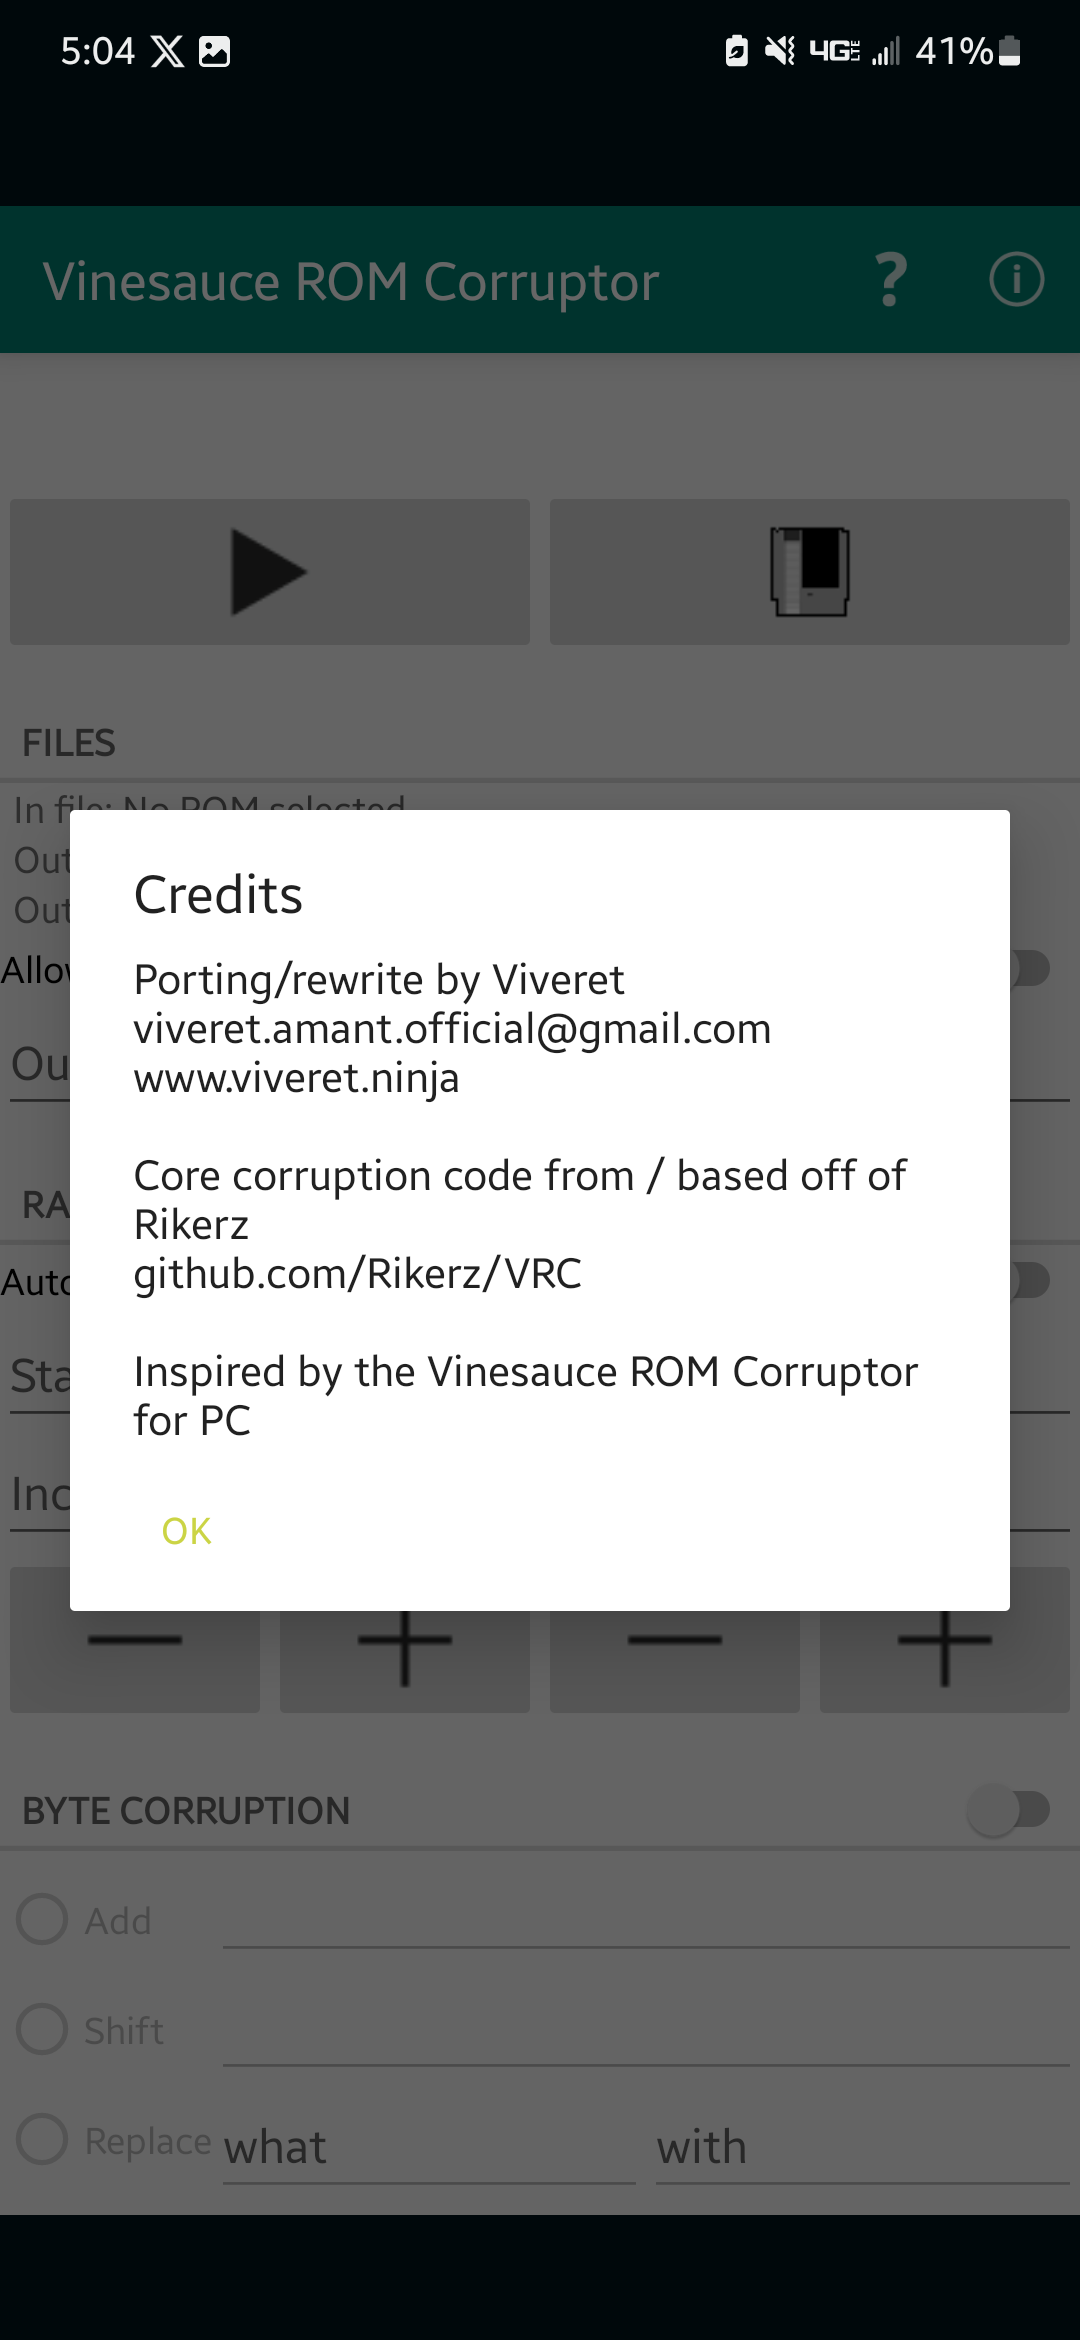 5:04 4G LTE 41%
Vinesauce ROM Corruptor ?
FILES
In file: No ROM selected
Out
Out
Allow
Ou
RA
Auto
Sta
Inc
Credits
Porting/rewrite by Viveret
viveret.amant.official@gmail.com
www.viveret.ninja
Core corruption code from / based off of
Rikerz
github.com/Rikerz/VRC
Inspired by the Vinesauce ROM Corruptor
for PC
OK
BYTE CORRUPTION
Add
Shift
Replace what with